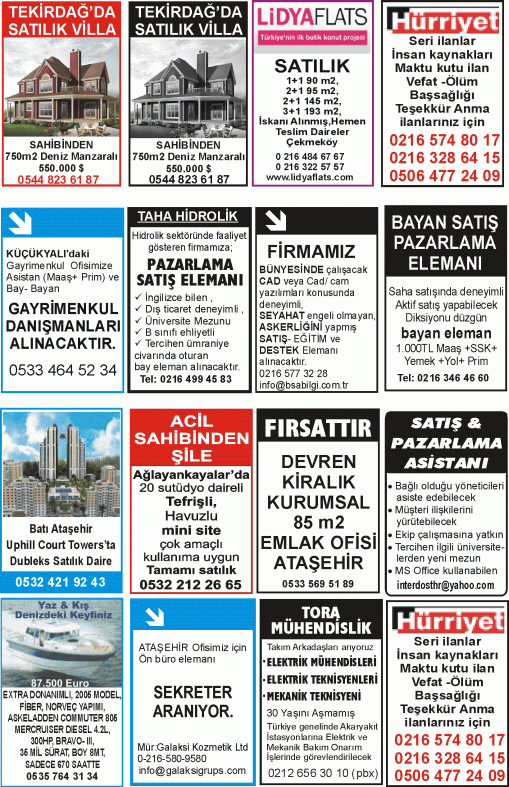 TEKİRDAĞ'DA
SATILIK VİLLA
SAHİBİNDEN
750m2 Deniz Manzaralı
550.000 $
0544 823 61 87
TEKİRDAĞ'DA
SATILIK VİLLA
SAHİBİNDEN
750m2 Deniz Manzaralı
550.000 $
0544 823 61 87
LiDYAFLATS
Türkiye'nin ilk butik konut projesi
SATILIK
1+1 90 m2,
2+1 95 m2,
2+1 145 m2,
3+1 193 m2,
İskanı Alınmış,Hemen
Teslim Daireler
Çekmeköy
0 216 484 67 67
0 216 322 57 57
www.lidyaflats.com
Hürriyet
Seri ilanlar
İnsan kaynakları
Maktu kutu ilan
Vefat -Ölüm
Başsağlığı
Teşekkür Anma
ilanlarınız için
0216 574 80 17
0216 328 64 15
0506 477 24 09
KÜÇÜKYALI'daki
Gayrimenkul Ofisimize
Asistan (Maaş+ Prim) ve
Bay- Bayan
GAYRİMENKUL
DANIŞMANLARI
ALINACAKTIR.
0533 464 52 34
TAHA HİDROLİK
Hidrolik sektöründe faaliyet
gösteren firmamıza;
PAZARLAMA
SATIŞ ELEMANI
✓ İngilizce bilen ,
✓ Dış ticaret deneyimli ,
✓ Üniversite Mezunu
✓ B sınıfı ehliyetli
✓ Tercihen ümraniye
civarında oturan
bay eleman alınacaktır.
Tel: 0216 499 45 83
FİRMAMIZ
BÜNYESİNDE çalışacak
CAD veya Cad/ cam
yazılımları konusunda
deneyimli,
SEYAHAT engeli olmayan,
ASKERLİĞİNİ yapmış
SATIŞ- EĞİTİM ve
DESTEK Elemanı
alınacaktır.
0216 577 32 28
info@bsabilgi.com.tr
BAYAN SATIŞ
PAZARLAMA
ELEMANI
Saha satışında deneyimli
Aktif satış yapabilecek
Diksiyonu düzgün
bayan eleman
1.000TL Maaş +SSK+
Yemek +Yol+ Prim
Tel: 0216 346 46 60
Batı Ataşehir
Uphill Court Towers'ta
Dubleks Satılık Daire
0532 421 92 43
ACİL
SAHİBİNDEN
ŞİLE
Ağlayankayalar'da
20 sutüdyo daireli
Tefrişli,
Havuzlu
mini site
çok amaçlı
kullanıma uygun
Tamamı satılık
0532 212 26 65
FIRSATTIR
DEVREN
KİRALIK
KURUMSAL
85 m2
EMLAK OFİSİ
ATAŞEHİR
0533 569 51 89
SATIŞ &
PAZARLAMA
ASİSTANI
• Bağlı olduğu yöneticileri
asiste edebilecek
• Müşteri ilişkilerini
yürütebilecek
• Ekip çalışmasına yatkın
• Tercihen ilgili üniversite-
lerden yeni mezun
• MS Office kullanabilen
interdosthr@yahoo.com
Yaz & Kış
Denizdeki Keyfiniz
87.500 Euro
EXTRA DONANIMLI, 2005 MODEL,
FİBER, NORVEÇ YAPIMI,
ASKELADDEN COMMUTER 805
MERCRUISER DIESEL 4.2L,
300HP, BRAVO- III,
35 MİL SÜRAT, BOY 8MT,
SADECE 670 SAATTE
0535 764 31 34
ATAŞEHİR Ofisimiz için
Ön büro elemanı
SEKRETER
ARANIYOR.
Mür:Galaksi Kozmetik Ltd
0-216-580-9580
info@galaksigrups.com
TORA
MÜHENDİSLİK
Takım Arkadaşları arıyoruz
•ELEKTRİK MÜHENDİSLERİ
•ELEKTRİK TEKNİSYENLERİ
•MEKANİK TEKNİSYENİ
30 Yaşını Aşmamış
Türkiye genelinde Akaryakıt
İstasyonlarına Elektrik ve
Mekanik Bakım Onarım
İşlerinde görevlendirilecek
0212 656 30 10 (pbx)
Hürriyet
Seri ilanlar
İnsan kaynakları
Maktu kutu ilan
Vefat -Ölüm
Başsağlığı
Teşekkür Anma
ilanlarınız için
0216 574 80 17
0216 328 64 15
0506 477 24 09